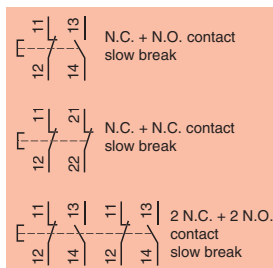 11 13
N.C. + N.O. contact
slow break
12 14
11 21
N.C. + N.C. contact
slow break
12 22
11 13 11 13
2 N.C. + 2 N.O.
contact
slow break
12 14 12 14